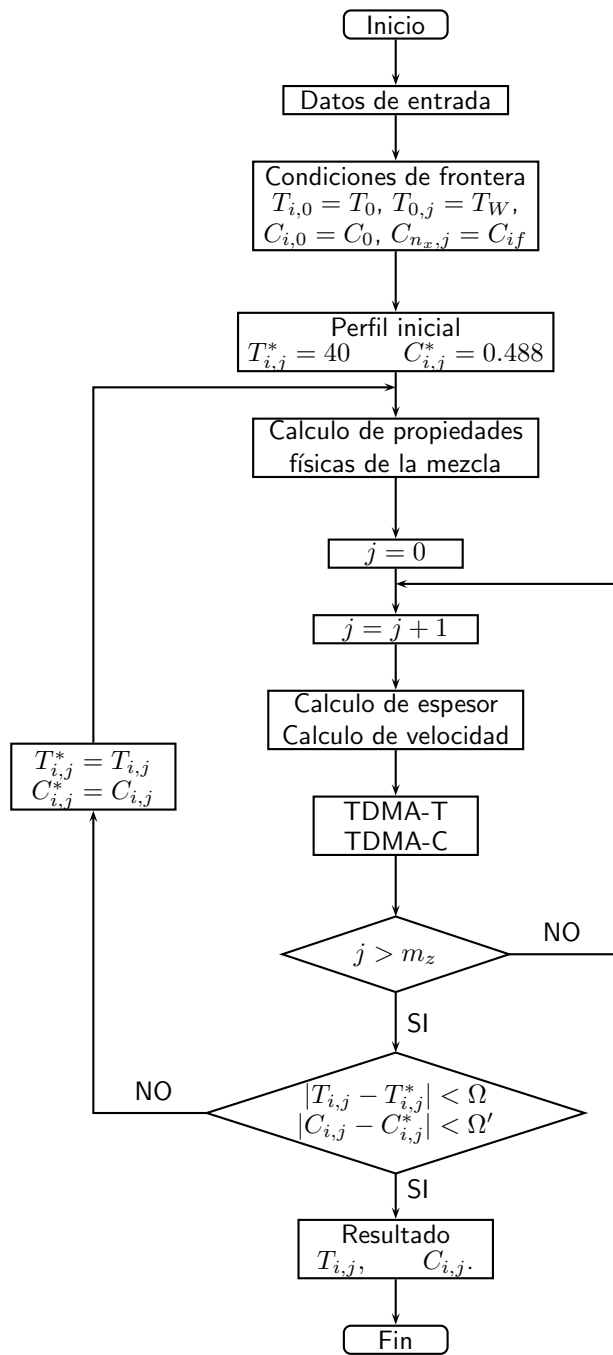 Inicio
Datos de entrada
Condiciones de frontera
$T_{i,0} = T_0$, $T_{0,j} = T_W$,
$C_{i,0} = C_0$, $C_{n_x,j} = C_{if}$
Perfil inicial
$T^*_{i,j} = 40$ $C^*_{i,j} = 0.488$
Calculo de propiedades
físicas de la mezcla
$j = 0$
$j = j + 1$
Calculo de espesor
Calculo de velocidad
$T^*_{i,j} = T_{i,j}$
$C^*_{i,j} = C_{i,j}$
TDMA-T
TDMA-C
$j > m_z$
NO
SI
$|T_{i,j} - T^*_{i,j}| < \Omega$
$|C_{i,j} - C^*_{i,j}| < \Omega'$
NO
SI
Resultado
$T_{i,j}$, $C_{i,j}$.
Fin